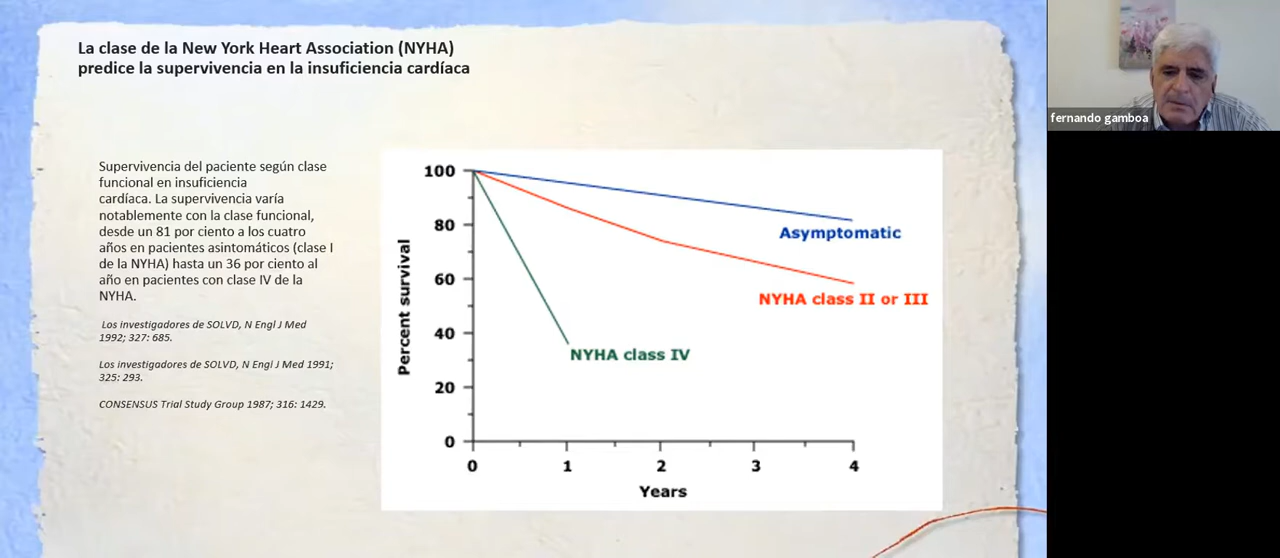 La clase de la New York Heart Association (NYHA)
predice la supervivencia en la insuficiencia cardíaca
Supervivencia del paciente según clase
funcional en insuficiencia
cardíaca. La supervivencia varía
notablemente con la clase funcional,
desde un 81 por ciento a los cuatro
años en pacientes asintomáticos (clase I
de la NYHA) hasta un 36 por ciento al
año en pacientes con clase IV de la
NYHA.
Los investigadores de SOLVD, N Engl J Med
1992; 327: 685.
Los investigadores de SOLVD, N Engl J Med 1991;
325: 293.
CONSENSUS Trial Study Group 1987; 316: 1429.
Percent survival
100
80
60
40
20
0
Asymptomatic
NYHA class II or III
NYHA class IV
0 1 2 3 4
Years
fernando gamboa